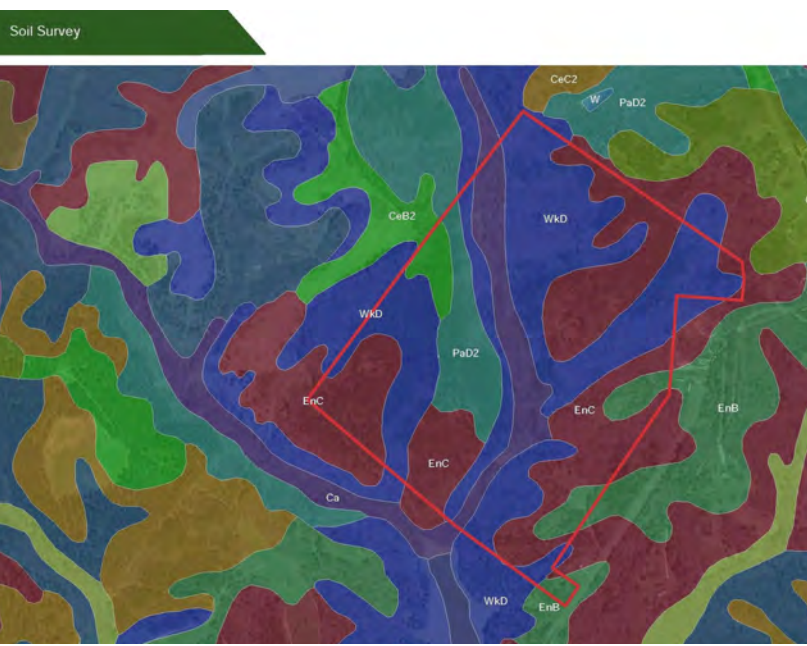 Soil Survey
CeC2
W
PaD2
CeB2
WkD
WkD
PaD2
EnC
EnC
EnB
EnC
Ca
WkD
EnB